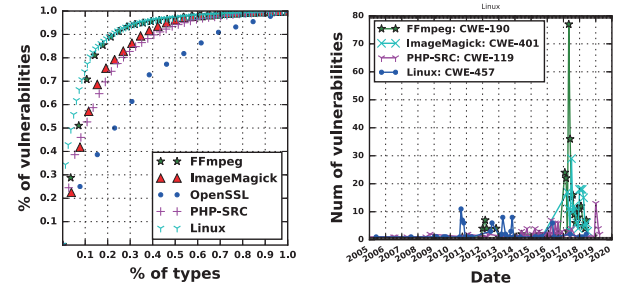 Linux
% of vulnerabilities
1.0
0.9
0.8
0.7
0.6
0.5
0.4
0.3
0.2
0.1
FFmpeg
ImageMagick
OpenSSL
PHP-SRC
Linux
0.1 0.2 0.3 0.4 0.5 0.6 0.7 0.8 0.9 1.0
% of types
Num of vulnerabilities
80
70
60
50
40
30
20
10
0
FFmpeg: CWE-190
ImageMagick: CWE-401
PHP-SRC: CWE-119
Linux: CWE-457
2005 2006 2007 2008 2009 2010 2011 2012 2013 2014 2015 2016 2017 2018 2019 2020
Date